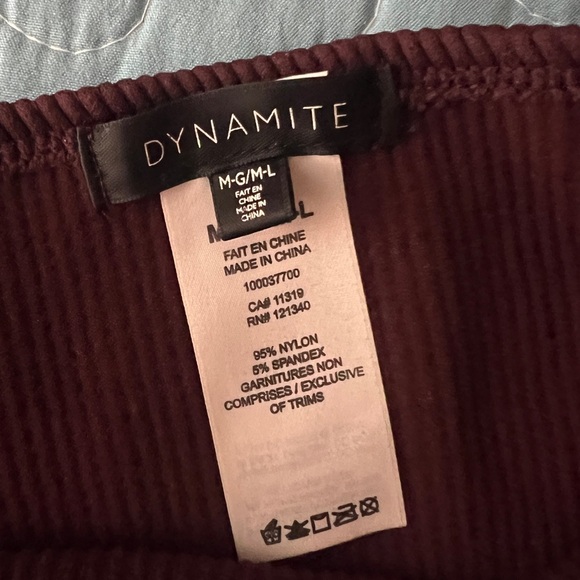 DYNAMITE
M-G/M-L
FAIT EN
CHINE
MADE IN
CHINA
FAIT EN CHINE
MADE IN CHINA
100037700
CA# 11319
RN# 121340
95% NYLON
5% SPANDEX
GARNITURES NON
COMPRISES / EXCLUSIVE
OF TRIMS